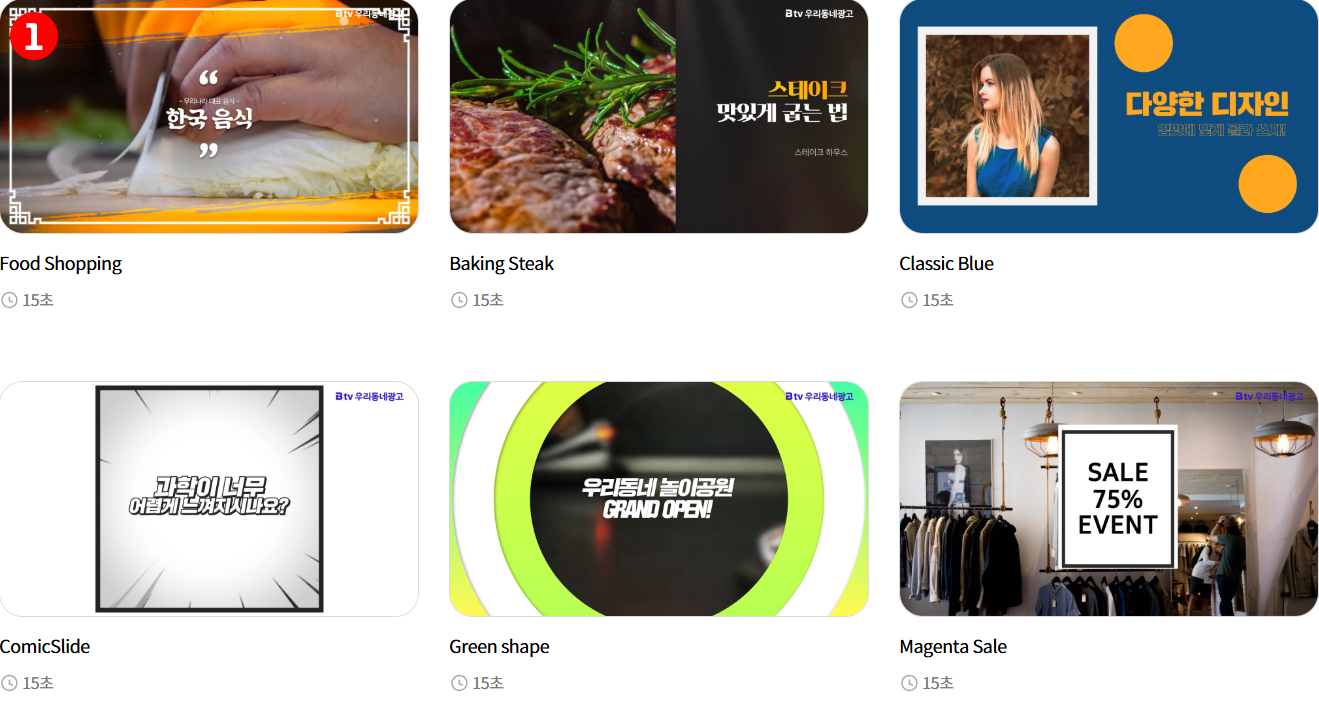 1
B tv 우리동네광고
“
- 우리나라 대표 음식 -
한국 음식
”
Food Shopping
15초
B tv 우리동네광고
스테이크
맛있게 굽는 법
스테이크 하우스
Baking Steak
15초
다양한 디자인
Classic Blue
15초
B tv 우리동네광고
과학이 너무
어렵게 느껴지시나요?
ComicSlide
15초
B tv 우리동네광고
우리동네 놀이공원
GRAND OPEN!
Green shape
15초
B tv 우리동네광고
SALE
75%
EVENT
Magenta Sale
15초